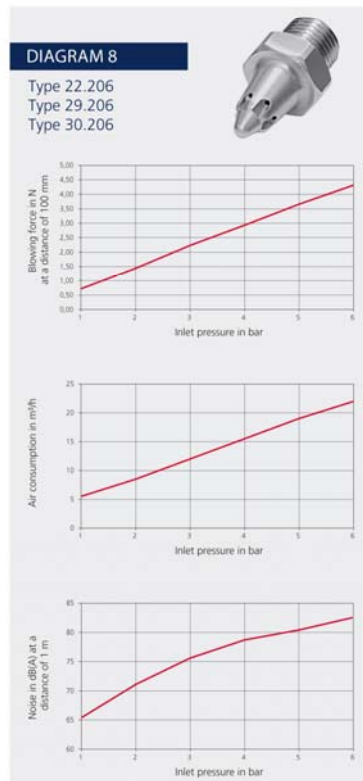 DIAGRAM 8
Type 22.206
Type 29.206
Type 30.206
Blowing force in N
at a distance of 100 mm
5,00
4,50
4,00
3,50
3,00
2,50
2,00
1,50
1,00
0,50
0,00
1 2 3 4 5 6
Inlet pressure in bar
Air consumption in m³/h
25
20
15
10
5
0
1 2 3 4 5 6
Inlet pressure in bar
Noise in dB(A) at a
distance of 1 m
85
80
75
70
65
60
1 2 3 4 5 6
Inlet pressure in bar